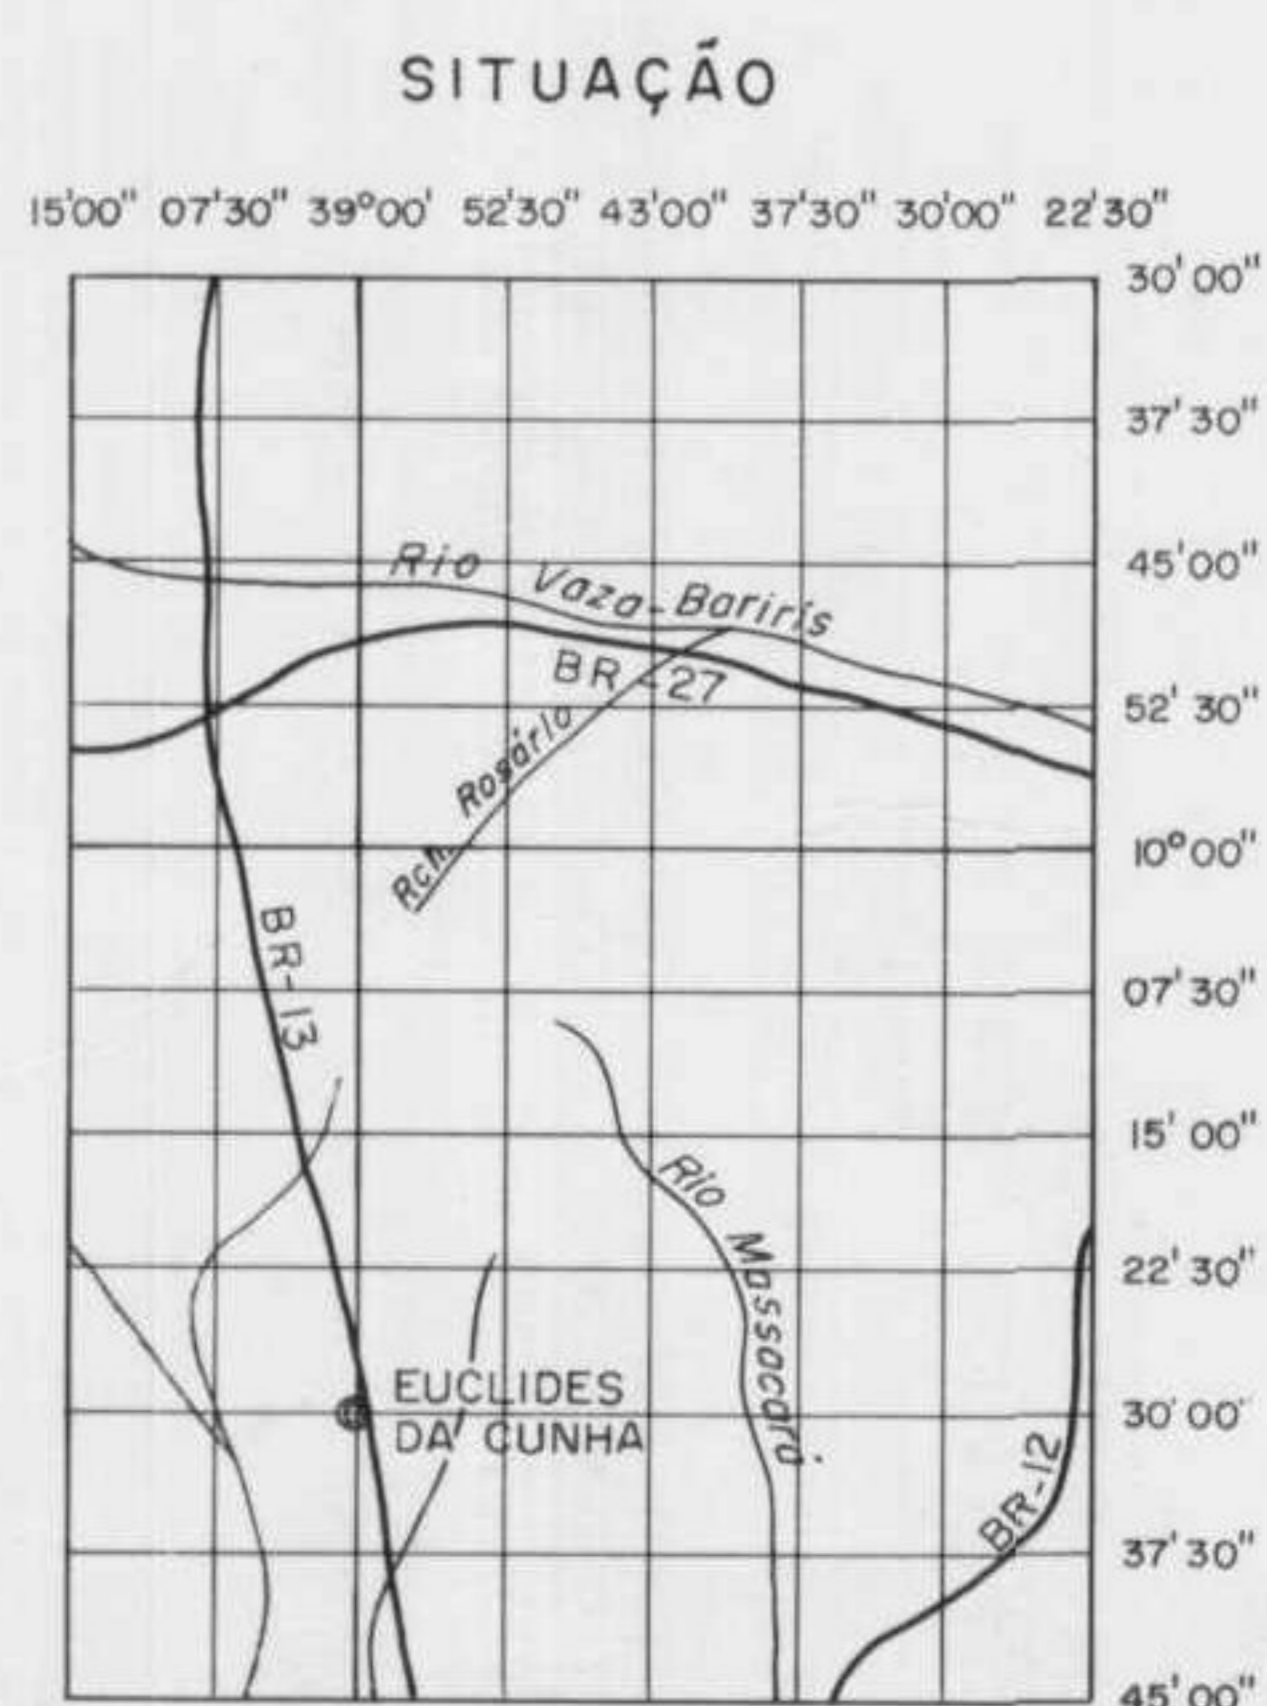 SITUAÇÃO
15'00" 07'30" 39°00' 52'30" 43'00" 37'30" 30'00" 22'30"
30' 00"
37' 30"
45' 00"
Rio Vaza-Bariris
BR-27
52' 30"
Rch. Rosário
10° 00"
BR-13
07' 30"
15' 00"
Rio Massacará
22' 30"
EUCLIDES
DA CUNHA
30' 00"
BR-12
37' 30"
45' 00"